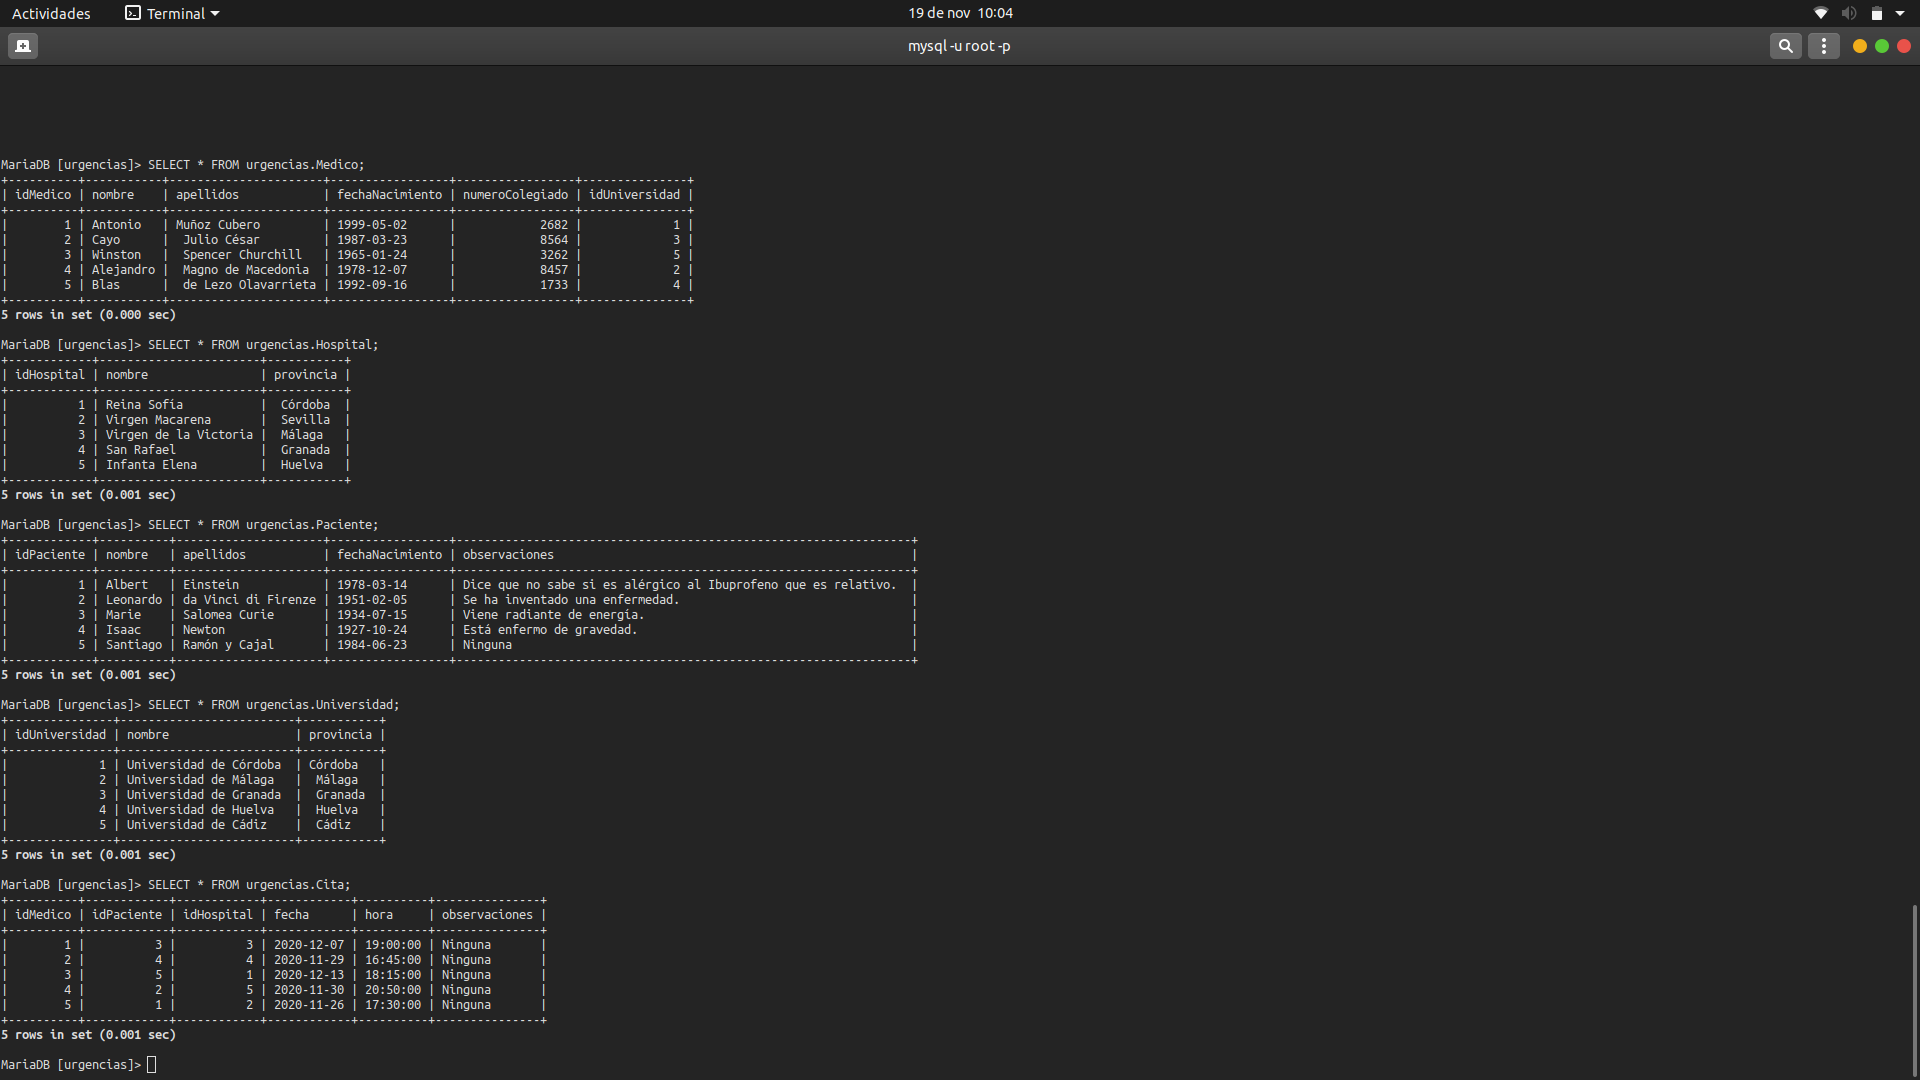 Actividades Terminal 19 de nov 10:04
mysql -u root -p
MariaDB [urgencias]> SELECT * FROM urgencias.Medico;
+----------+-----------+----------------------+-----------------+-----------------+---------------+
| idMedico | nombre    | apellidos            | fechaNacimiento | numeroColegiado | idUniversidad |
+----------+-----------+----------------------+-----------------+-----------------+---------------+
|        1 | Antonio   | Muñoz Cubero         | 1999-05-02      |            2682 |             1 |
|        2 | Cayo      |  Julio César         | 1987-03-23      |            8564 |             3 |
|        3 | Winston   |  Spencer Churchill   | 1965-01-24      |            3262 |             5 |
|        4 | Alejandro |  Magno de Macedonia  | 1978-12-07      |            8457 |             2 |
|        5 | Blas      |  de Lezo Olavarrieta | 1992-09-16      |            1733 |             4 |
+----------+-----------+----------------------+-----------------+-----------------+---------------+
5 rows in set (0.000 sec)
MariaDB [urgencias]> SELECT * FROM urgencias.Hospital;
+------------+-----------------------+-----------+
| idHospital | nombre                | provincia |
+------------+-----------------------+-----------+
|          1 | Reina Sofía           |  Córdoba  |
|          2 | Virgen Macarena       |  Sevilla  |
|          3 | Virgen de la Victoria |  Málaga   |
|          4 | San Rafael            |  Granada  |
|          5 | Infanta Elena         |  Huelva   |
+------------+-----------------------+-----------+
5 rows in set (0.001 sec)
MariaDB [urgencias]> SELECT * FROM urgencias.Paciente;
+------------+----------+---------------------+-----------------+-----------------------------------------------------------------+
| idPaciente | nombre   | apellidos           | fechaNacimiento | observaciones                                                   |
+------------+----------+---------------------+-----------------+-----------------------------------------------------------------+
|          1 | Albert   | Einstein            | 1978-03-14      | Dice que no sabe si es alérgico al Ibuprofeno que es relativo.  |
|          2 | Leonardo | da Vinci di Firenze | 1951-02-05      | Se ha inventado una enfermedad.                                 |
|          3 | Marie    | Salomea Curie       | 1934-07-15      | Viene radiante de energía.                                      |
|          4 | Isaac    | Newton              | 1927-10-24      | Está enfermo de gravedad.                                       |
|          5 | Santiago | Ramón y Cajal       | 1984-06-23      | Ninguna                                                         |
+------------+----------+---------------------+-----------------+-----------------------------------------------------------------+
5 rows in set (0.001 sec)
MariaDB [urgencias]> SELECT * FROM urgencias.Universidad;
+---------------+-------------------------+-----------+
| idUniversidad | nombre                  | provincia |
+---------------+-------------------------+-----------+
|             1 | Universidad de Córdoba  | Córdoba   |
|             2 | Universidad de Málaga   |  Málaga   |
|             3 | Universidad de Granada  |  Granada  |
|             4 | Universidad de Huelva   |  Huelva   |
|             5 | Universidad de Cádiz    |  Cádiz    |
+---------------+-------------------------+-----------+
5 rows in set (0.001 sec)
MariaDB [urgencias]> SELECT * FROM urgencias.Cita;
+----------+------------+------------+------------+----------+---------------+
| idMedico | idPaciente | idHospital | fecha      | hora     | observaciones |
+----------+------------+------------+------------+----------+---------------+
|        1 |          3 |          3 | 2020-12-07 | 19:00:00 | Ninguna       |
|        2 |          4 |          4 | 2020-11-29 | 16:45:00 | Ninguna       |
|        3 |          5 |          1 | 2020-12-13 | 18:15:00 | Ninguna       |
|        4 |          2 |          5 | 2020-11-30 | 20:50:00 | Ninguna       |
|        5 |          1 |          2 | 2020-11-26 | 17:30:00 | Ninguna       |
+----------+------------+------------+------------+----------+---------------+
5 rows in set (0.001 sec)
MariaDB [urgencias]>